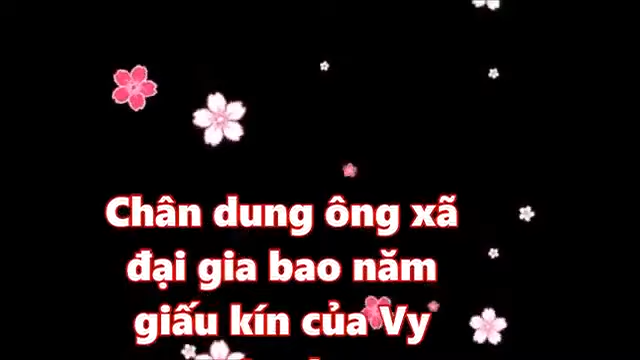 Chân dung ông xã
đại gia bao năm
giấu kín của Vy